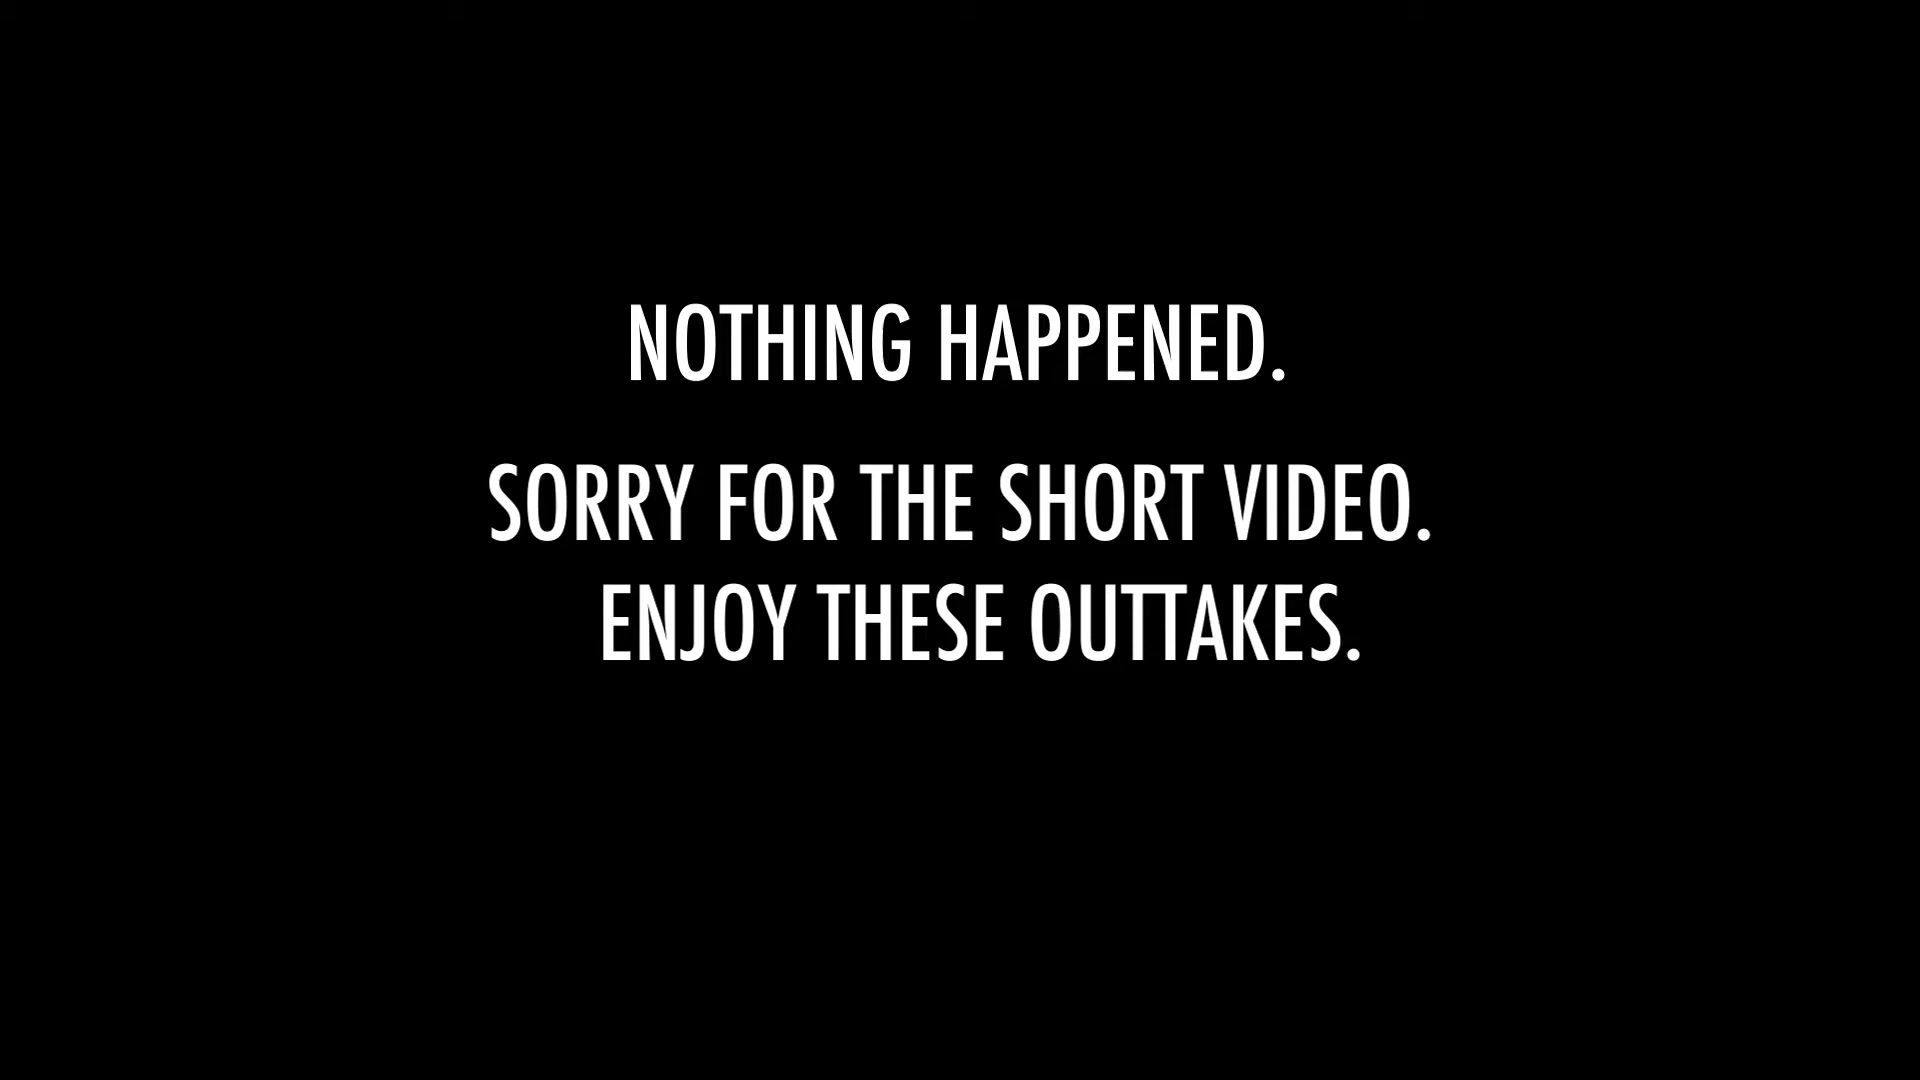 NOTHING HAPPENED.
SORRY FOR THE SHORT VIDEO.
ENJOY THESE OUTTAKES.